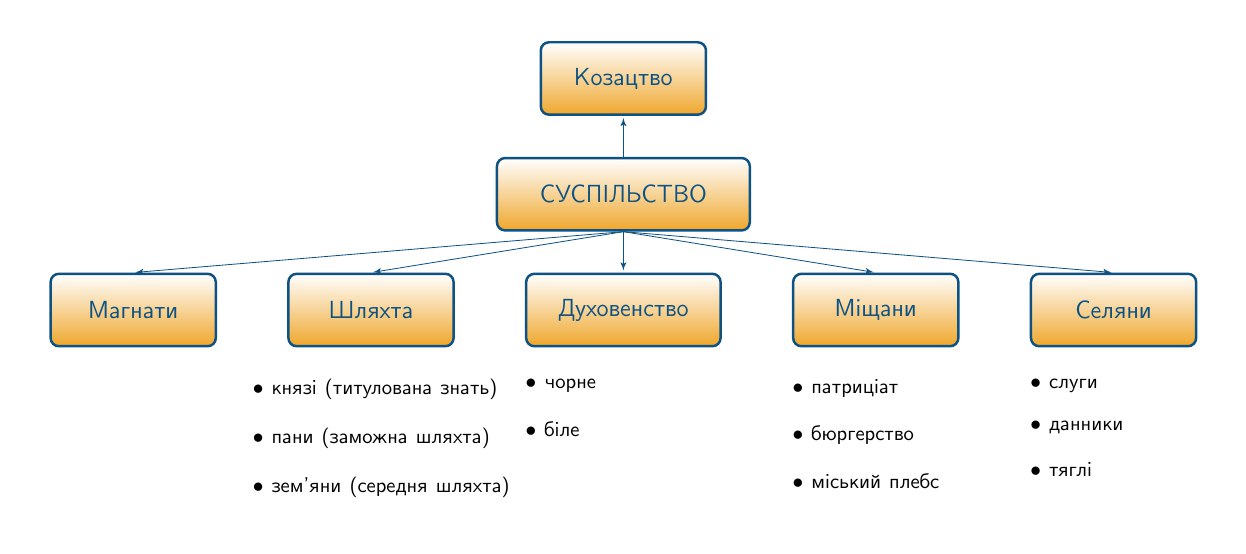 Козацтво
СУСПІЛЬСТВО
Магнати
Шляхта
Духовенство
Міщани
Селяни
• князі (титулована знать)
• пани (заможна шляхта)
• зем'яни (середня шляхта)
• чорне
• біле
• патриціат
• бюргерство
• міський плебс
• слуги
• данники
• тяглі